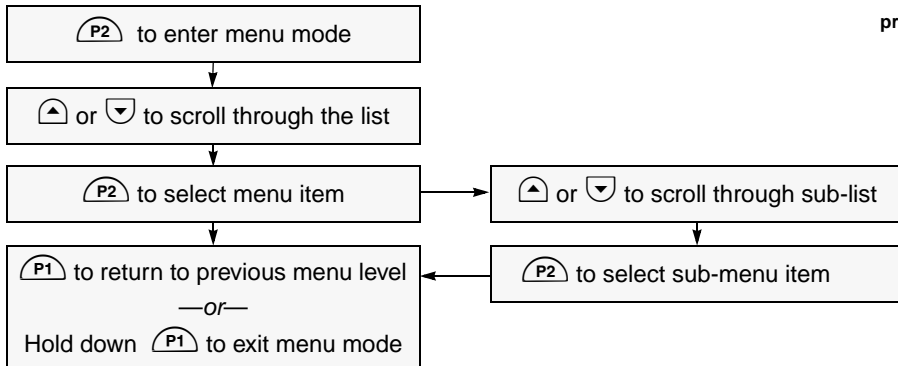 P2 to enter menu mode
pr
or to scroll through the list
P2 to select menu item
or to scroll through sub-list
P1 to return to previous menu level
—or—
Hold down P1 to exit menu mode
P2 to select sub-menu item